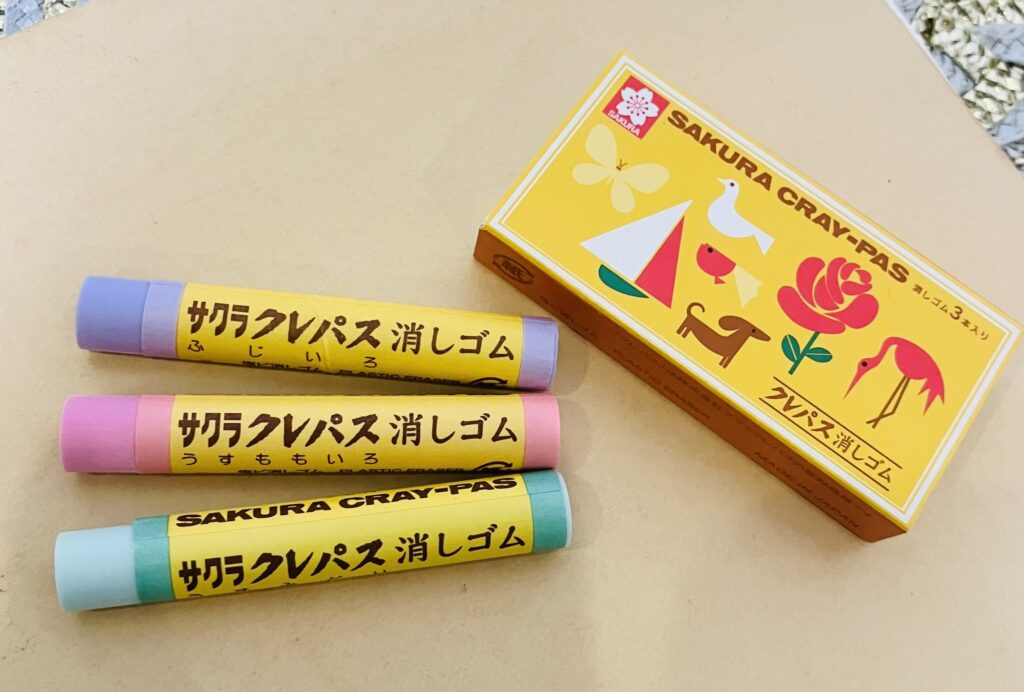 サクラクレパス消しゴム
ふじいろ
PLASTIC ERASER
サクラクレパス消しゴム
うすももいろ
PLASTIC ERASER
SAKURA CRAY-PAS
サクラクレパス消しゴム
SAKURA
SAKURA CRAY-PAS
消しゴム3本入り
クレパス消しゴム
PLASTIC ERASER
MADE IN JAPAN